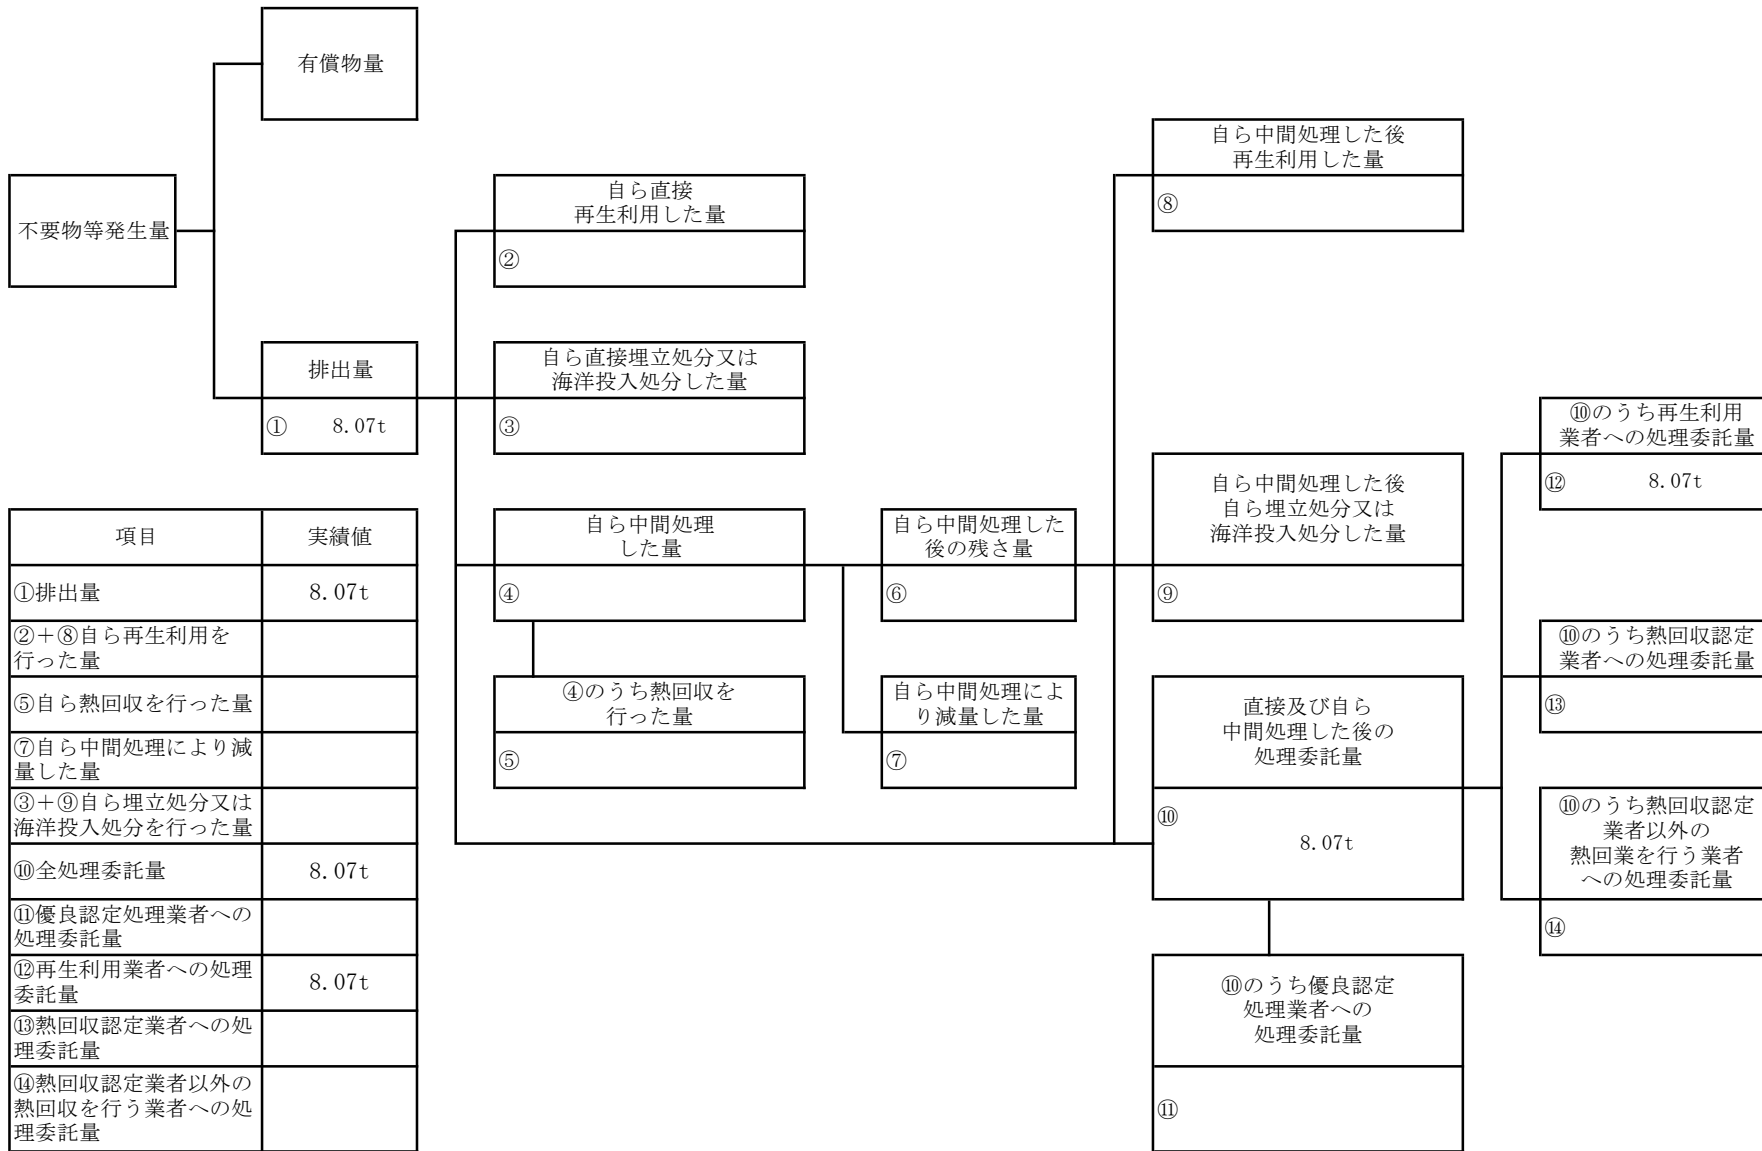 有償物量
不要物等発生量
排出量
① 8.07t
自ら直接
再生利用した量
②
自ら直接埋立処分又は
海洋投入処分した量
③
自ら中間処理
した量
④
④のうち熱回収を
行った量
⑤
自ら中間処理した
後の残さ量
⑥
自ら中間処理によ
り減量した量
⑦
自ら中間処理した後
再生利用した量
⑧
自ら中間処理した後
自ら埋立処分又は
海洋投入処分した量
⑨
直接及び自ら
中間処理した後の
処理委託量
⑩
8.07t
⑩のうち優良認定
処理業者への
処理委託量
⑪
⑩のうち再生利用
業者への処理委託量
⑫ 8.07t
⑩のうち熱回収認定
業者への処理委託量
⑬
⑩のうち熱回収認定
業者以外の
熱回業を行う業者
への処理委託量
⑭
項目 実績値
①排出量 8.07t
②+⑧自ら再生利用を
行った量
⑤自ら熱回収を行った量
⑦自ら中間処理により減
量した量
③+⑨自ら埋立処分又は
海洋投入処分を行った量
⑩全処理委託量 8.07t
⑪優良認定処理業者への
処理委託量
⑫再生利用業者への処理
委託量 8.07t
⑬熱回収認定業者への処
理委託量
⑭熱回収認定業者以外の
熱回収を行う業者への処
理委託量